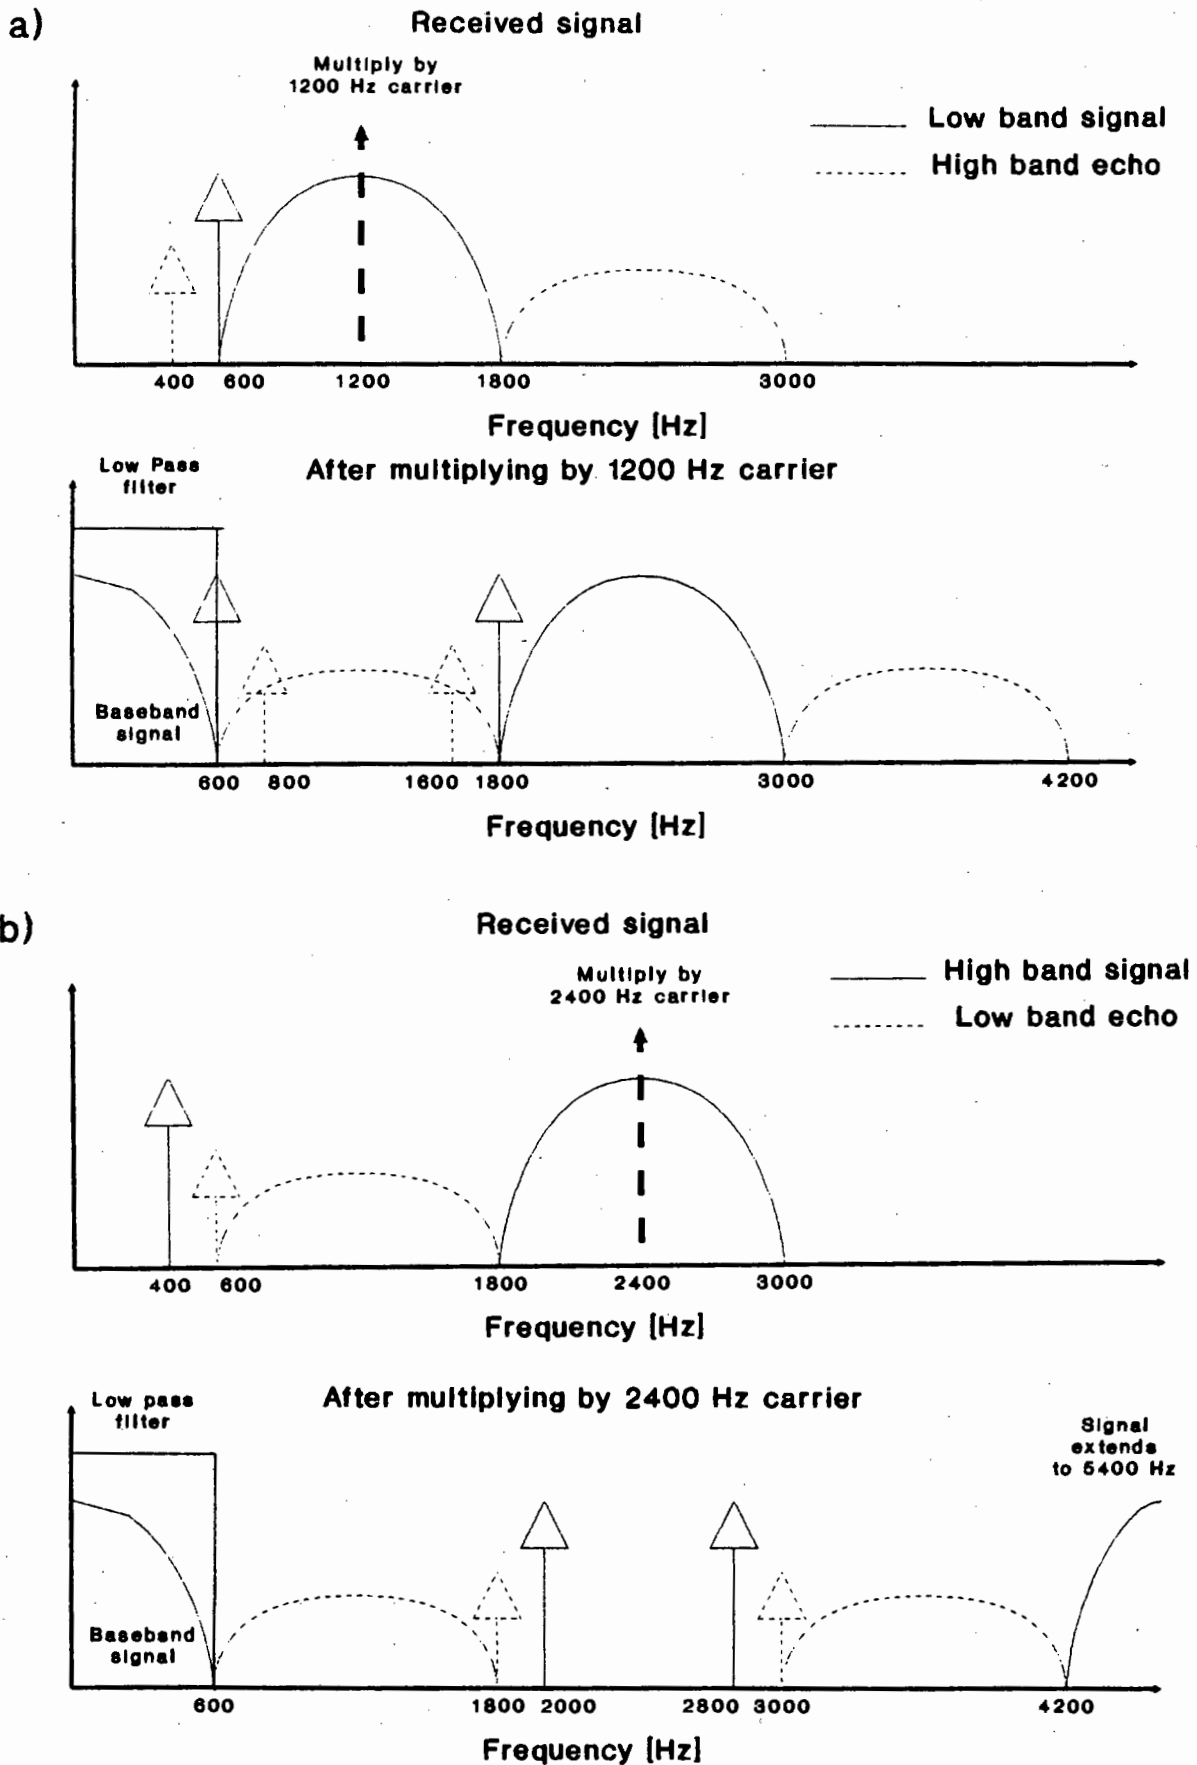 a)
Received signal
Multiply by
1200 Hz carrier
Low band signal
High band echo
400 600 1200 1800 3000
Frequency [Hz]
Low Pass
filter
After multiplying by 1200 Hz carrier
Baseband
signal
600 800 1600 1800 3000 4200
Frequency [Hz]
b)
Received signal
Multiply by
2400 Hz carrier
High band signal
Low band echo
400 600 1800 2400 3000
Frequency [Hz]
Low pass
filter
After multiplying by 2400 Hz carrier
Signal
extends
to 5400 Hz
Baseband
signal
600 1800 2000 2800 3000 4200
Frequency [Hz]